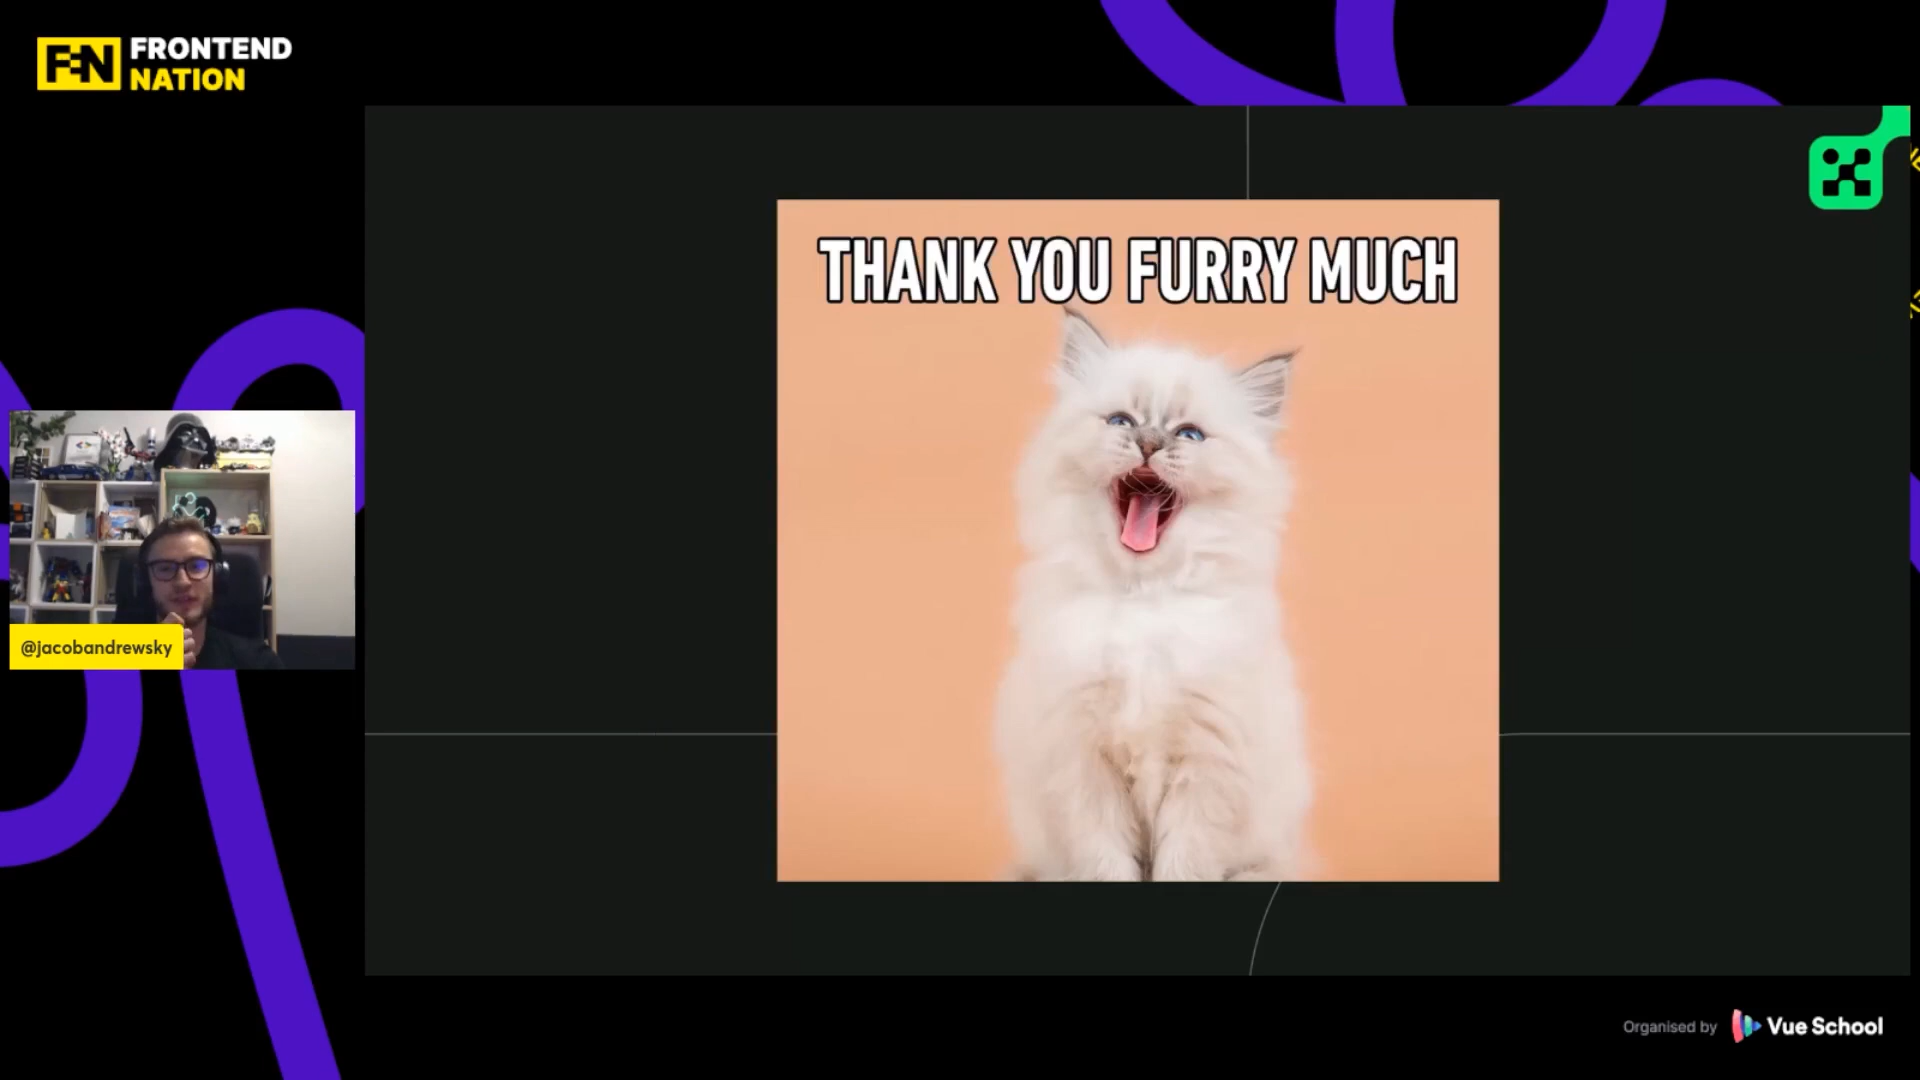 FRONTEND
NATION
THANK YOU FURRY MUCH
@jacobandrewsky
Organised by
Vue School